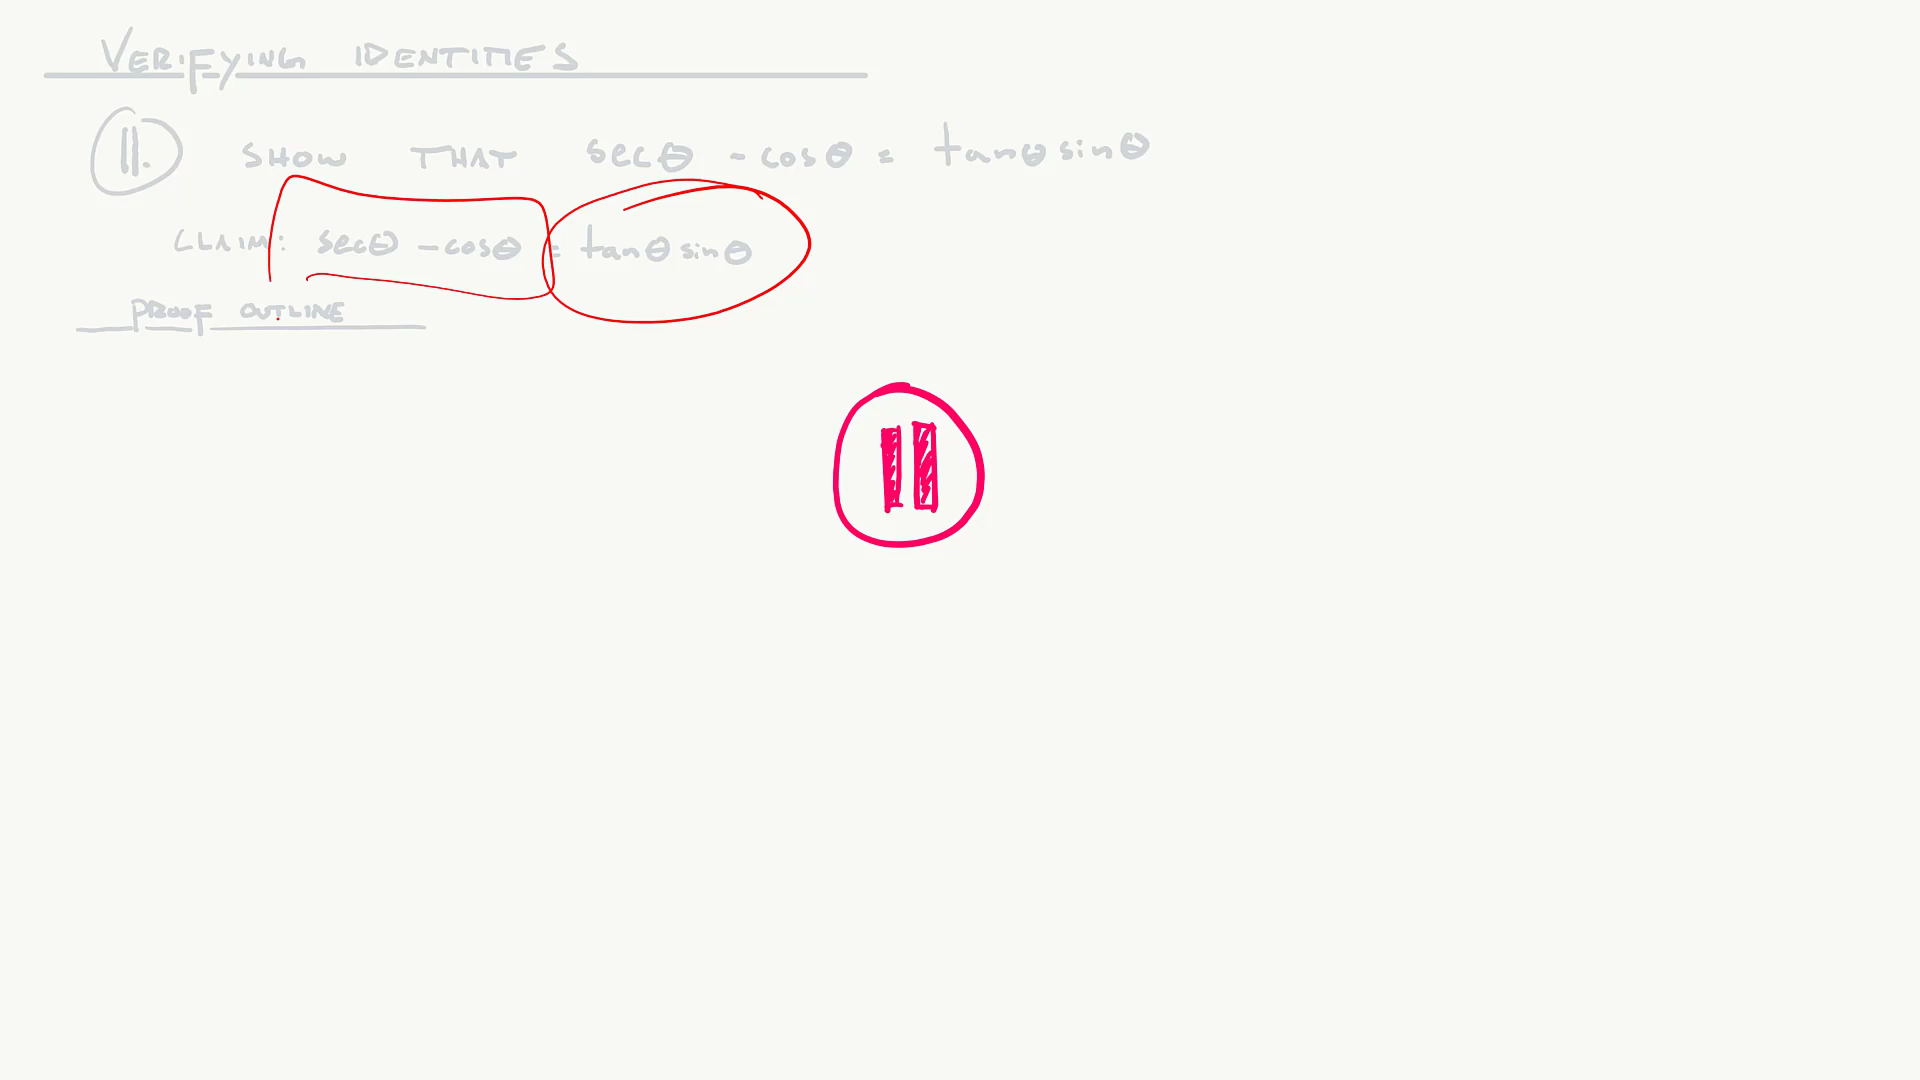 VERIFYING IDENTITIES
11. SHOW THAT secθ - cosθ = tanθ sinθ
CLAIM: secθ - cosθ = tanθ sinθ
PROOF OUTLINE